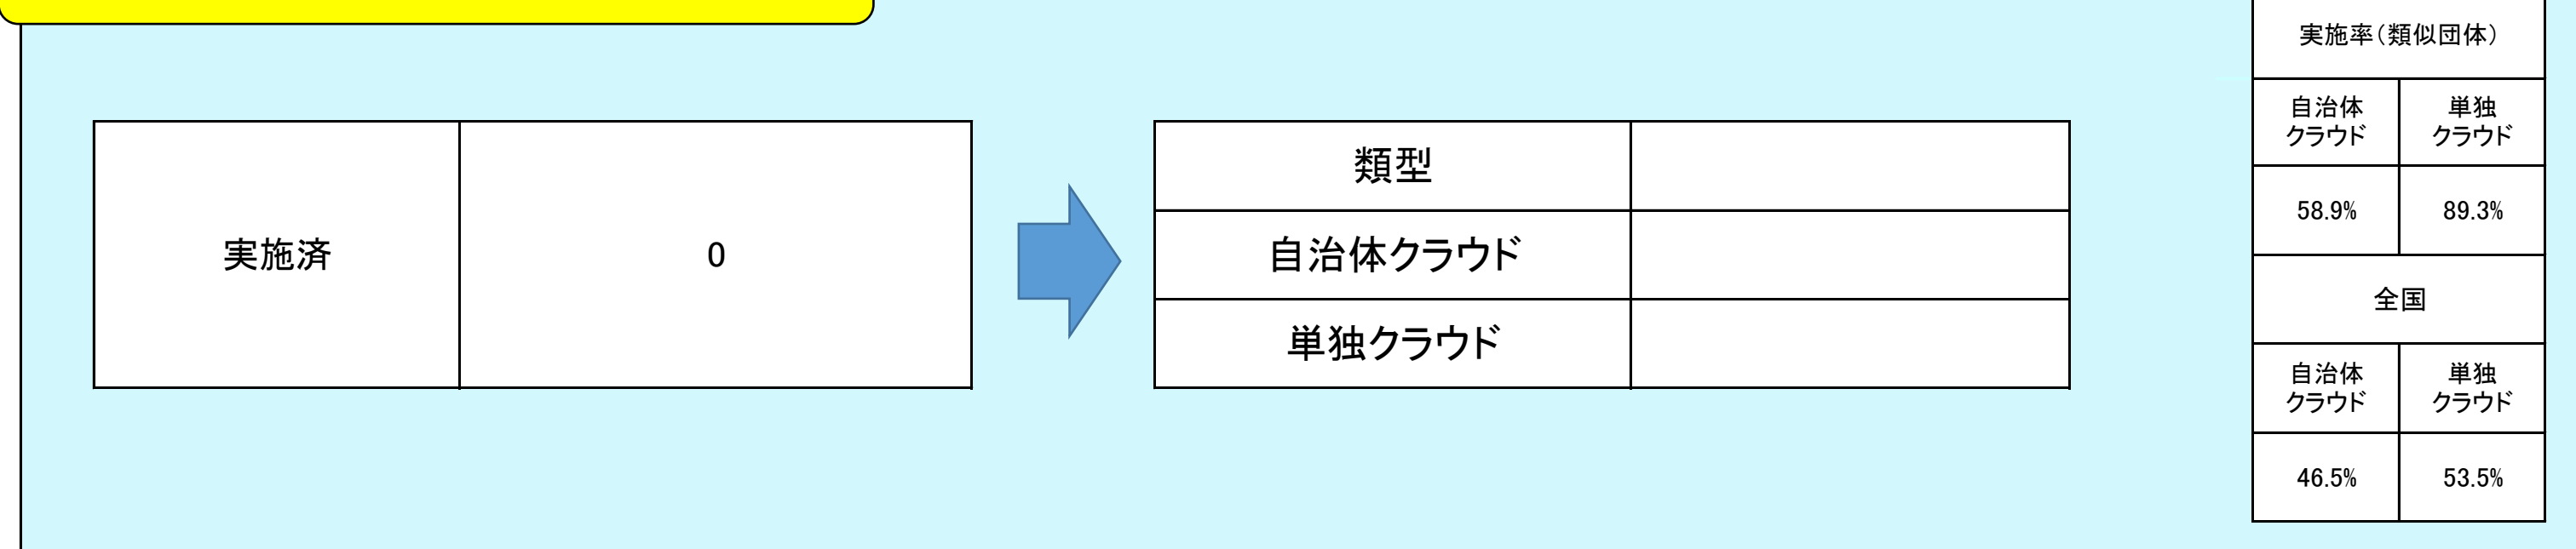 実施済
0
類型
自治体クラウド
単独クラウド
実施率(類似団体)
自治体
クラウド
単独
クラウド
58.9%
89.3%
全国
自治体
クラウド
単独
クラウド
46.5%
53.5%